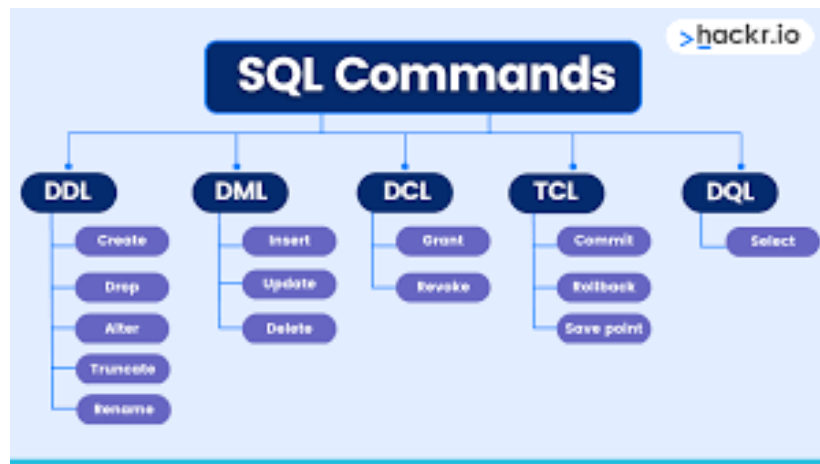 >hackr.io
SQL Commands
DDL
Create
Drop
Alter
Truncate
Rename
DML
Insert
Update
Delete
DCL
Grant
Revoke
TCL
Commit
Rollback
Save point
DQL
Select